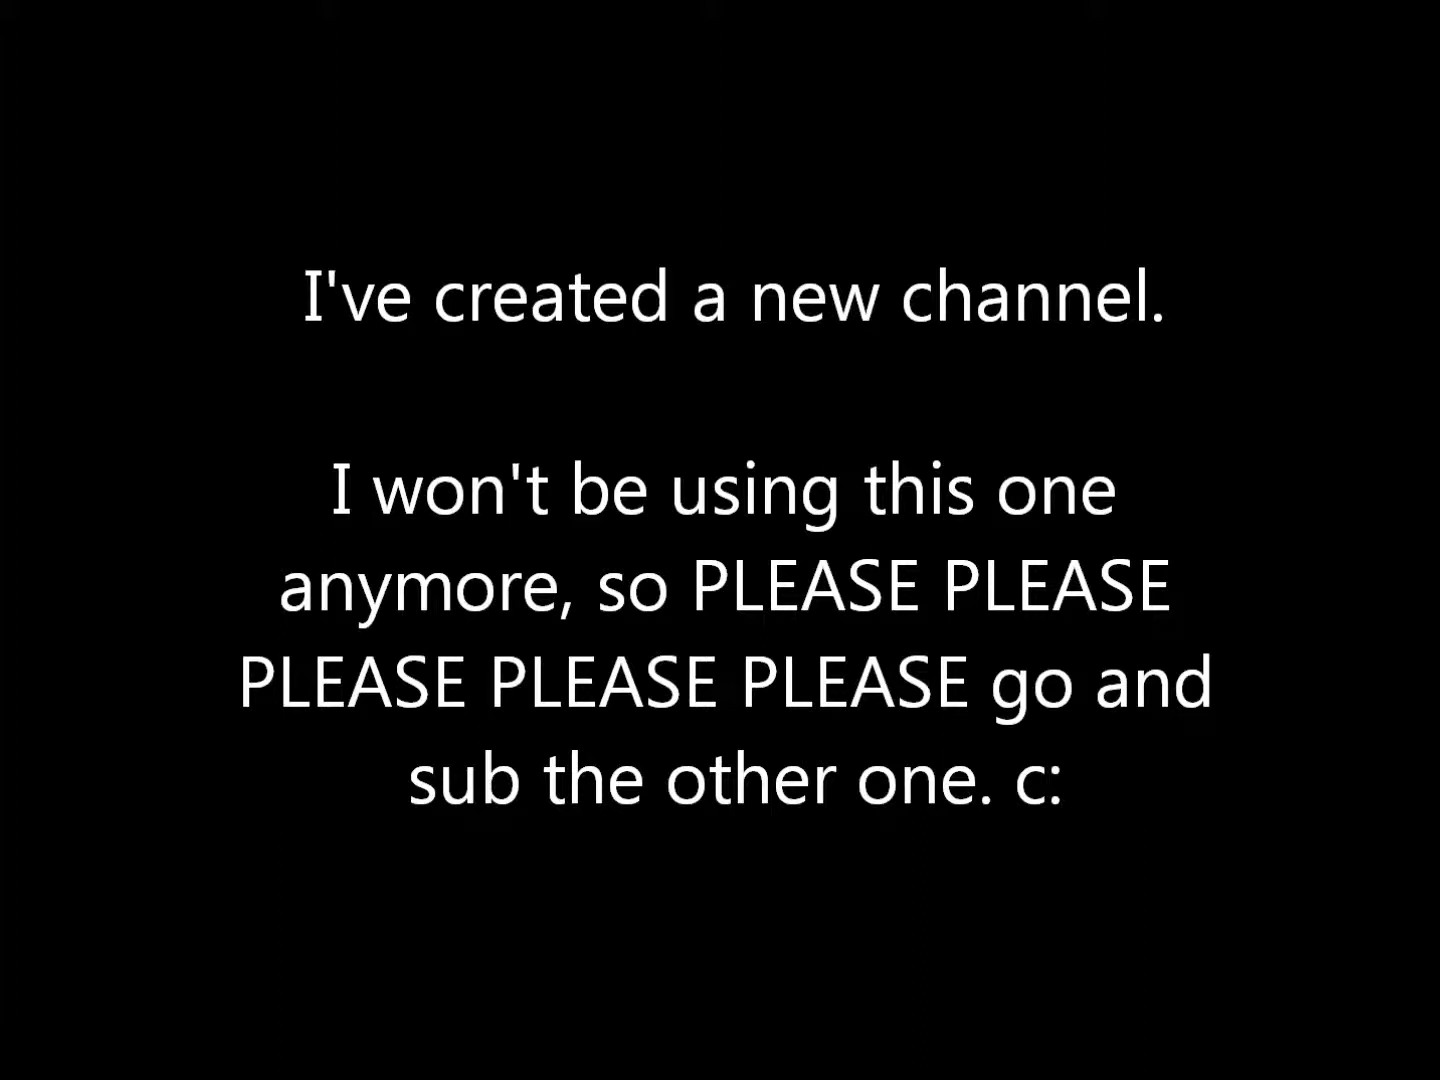 I've created a new channel.
I won't be using this one
anymore, so PLEASE PLEASE
PLEASE PLEASE PLEASE go and
sub the other one. c: